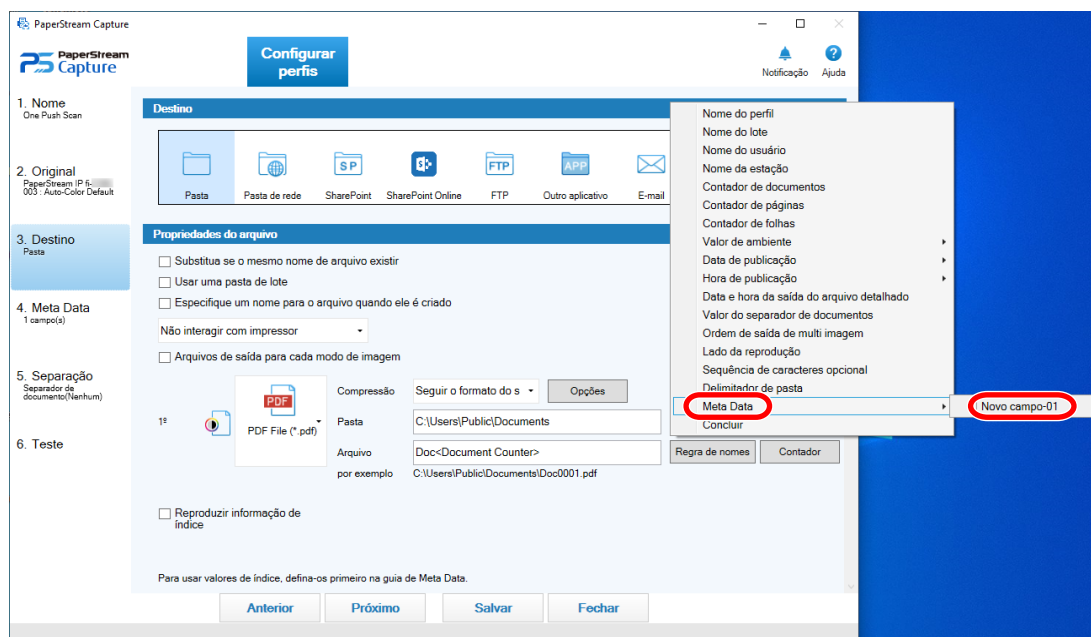 PaperStream Capture
PaperStream
Capture
Configurar
perfis
Notificação
Ajuda
1. Nome
One Push Scan
2. Original
PaperStream IP fi-
003 : Auto-Color Default
3. Destino
Pasta
4. Meta Data
1 campo(s)
5. Separação
Separador de
documento(Nenhum)
6. Teste
Destino
Pasta
Pasta de rede
SP
SharePoint
SharePoint Online
FTP
FTP
APP
Outro aplicativo
E-mail
Propriedades do arquivo
Substitua se o mesmo nome de arquivo existir
Usar uma pasta de lote
Especifique um nome para o arquivo quando ele é criado
Não interagir com impressor
Arquivos de saída para cada modo de imagem
1º
PDF
PDF File (*.pdf)
Compressão
Seguir o formato do s
Opções
Pasta
C:\Users\Public\Documents
Arquivo
Doc<Document Counter>
Regra de nomes
Contador
por exemplo
C:\Users\Public\Documents\Doc0001.pdf
Reproduzir informação de
índice
Para usar valores de índice, defina-os primeiro na guia de Meta Data.
Anterior
Próximo
Salvar
Fechar
Nome do perfil
Nome do lote
Nome do usuário
Nome da estação
Contador de documentos
Contador de páginas
Contador de folhas
Valor de ambiente
Data de publicação
Hora de publicação
Data e hora da saída do arquivo detalhado
Valor do separador de documentos
Ordem de saída de multi imagem
Lado da reprodução
Sequência de caracteres opcional
Delimitador de pasta
Meta Data
Concluir
Novo campo-01